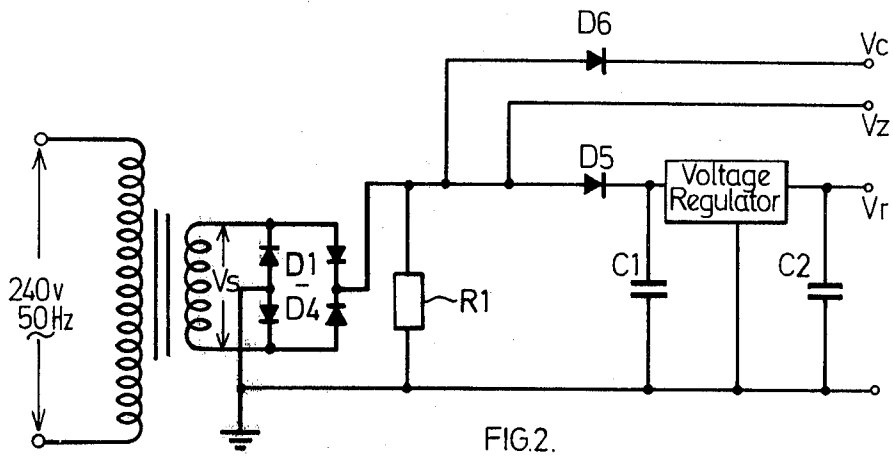 D6
Vc
Vz
D5
Voltage
Regulator
Vr
240v
50Hz
Vs
D1
-
D4
R1
C1
C2
FIG.2.